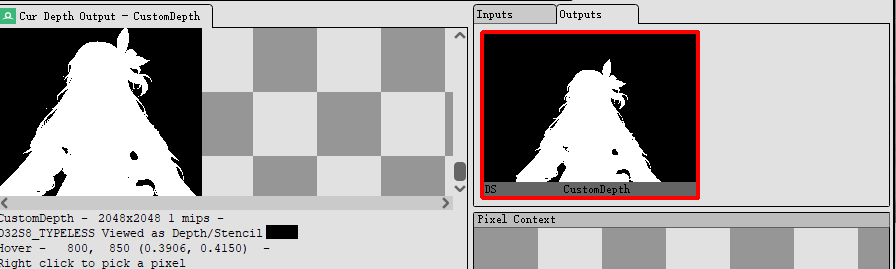 Cur Depth Output - CustomDepth
Inputs
Outputs
DS
CustomDepth
CustomDepth - 2048x2048 1 mips -
D32S8_TYPELESS Viewed as Depth/Stencil
Hover - 800, 850 (0.3906, 0.4150) -
Right click to pick a pixel
Pixel Context